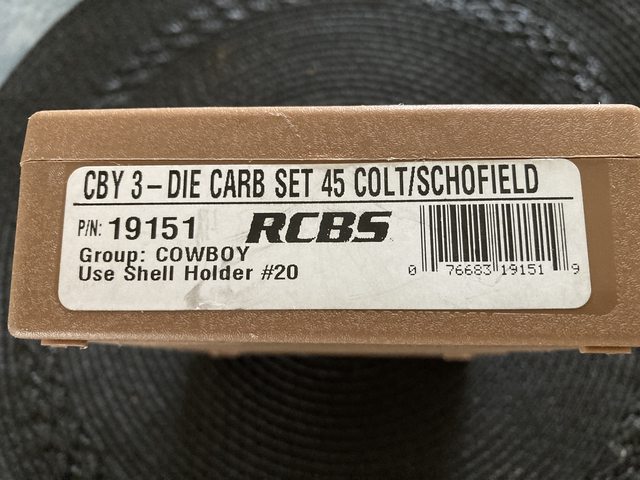 CBY 3-DIE CARB SET 45 COLT/SCHOFIELD
P/N: 19151 RCBS
Group: COWBOY
Use Shell Holder #20
0 76683 19151 9